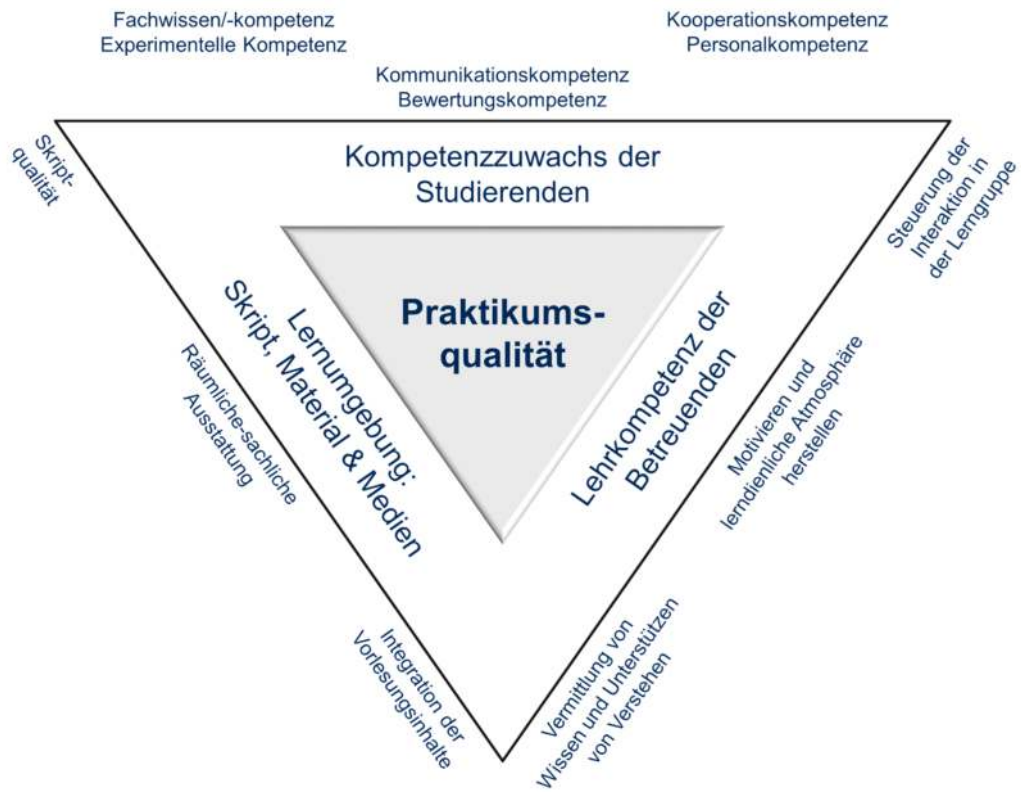 Fachwissen/-kompetenz
Experimentelle Kompetenz
Kooperationskompetenz
Personalkompetenz
Kommunikationskompetenz
Bewertungskompetenz
Kompetenzzuwachs der
Studierenden
Praktikums-
qualität
Lernumgebung:
Skript, Material & Medien
Lehrkompetenz der
Betreuenden
Skript-
qualität
Räumliche-sachliche
Ausstattung
Integration der
Vorlesungsinhalte
Steuerung der
Interaktion in
der Lerngruppe
Motivieren und
lerndienliche Atmosphäre
herstellen
Vermittlung von
Wissen und Unterstützen
von Verstehen